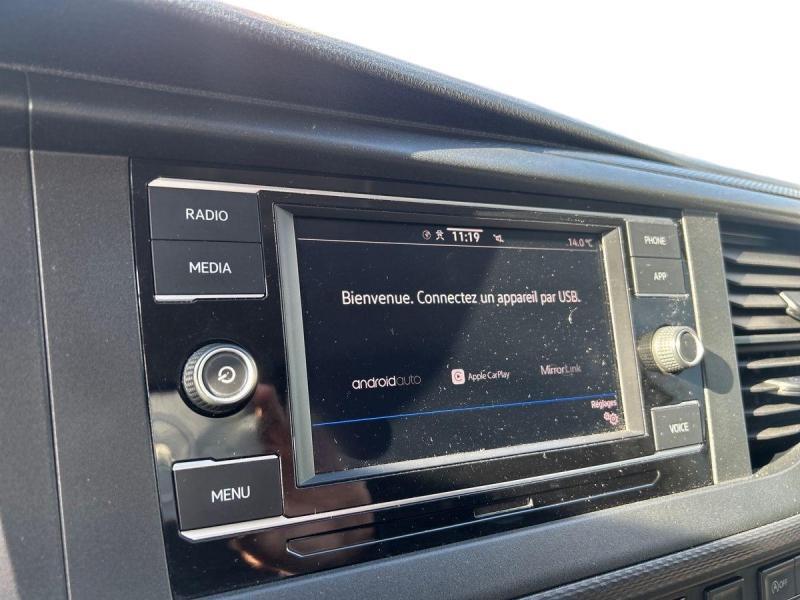 RADIO
MEDIA
MENU
11:19
14.0 °C
Bienvenue. Connectez un appareil par USB.
androidauto
Apple CarPlay
MirrorLink
Réglages
PHONE
APP
VOICE
OFF